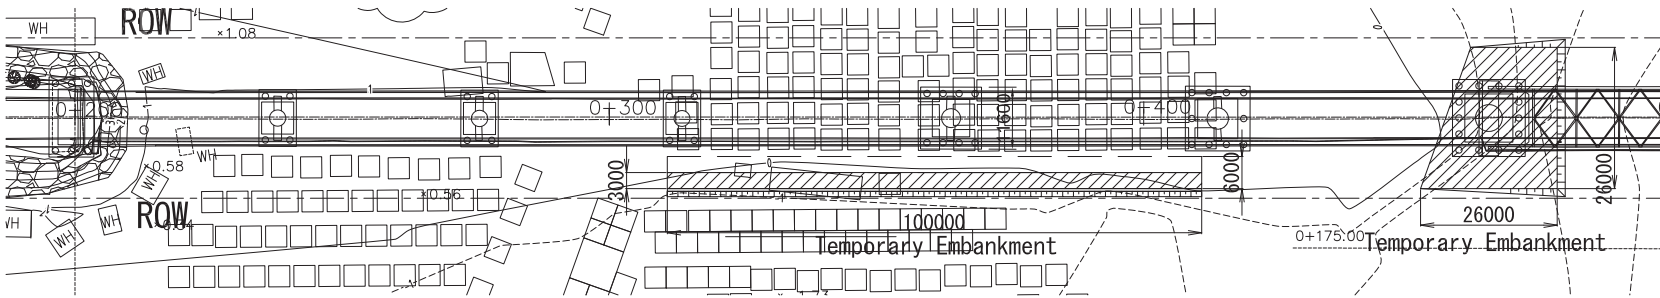 WH
ROW
×1.08
WH
1
0+300
1600
0+400
WH
×0.58
WH
×0.56
3000
0
6000
26000
WH
ROW
WH
WH
100000
Temporary Embankment
26000
0+175.00
Temporary Embankment